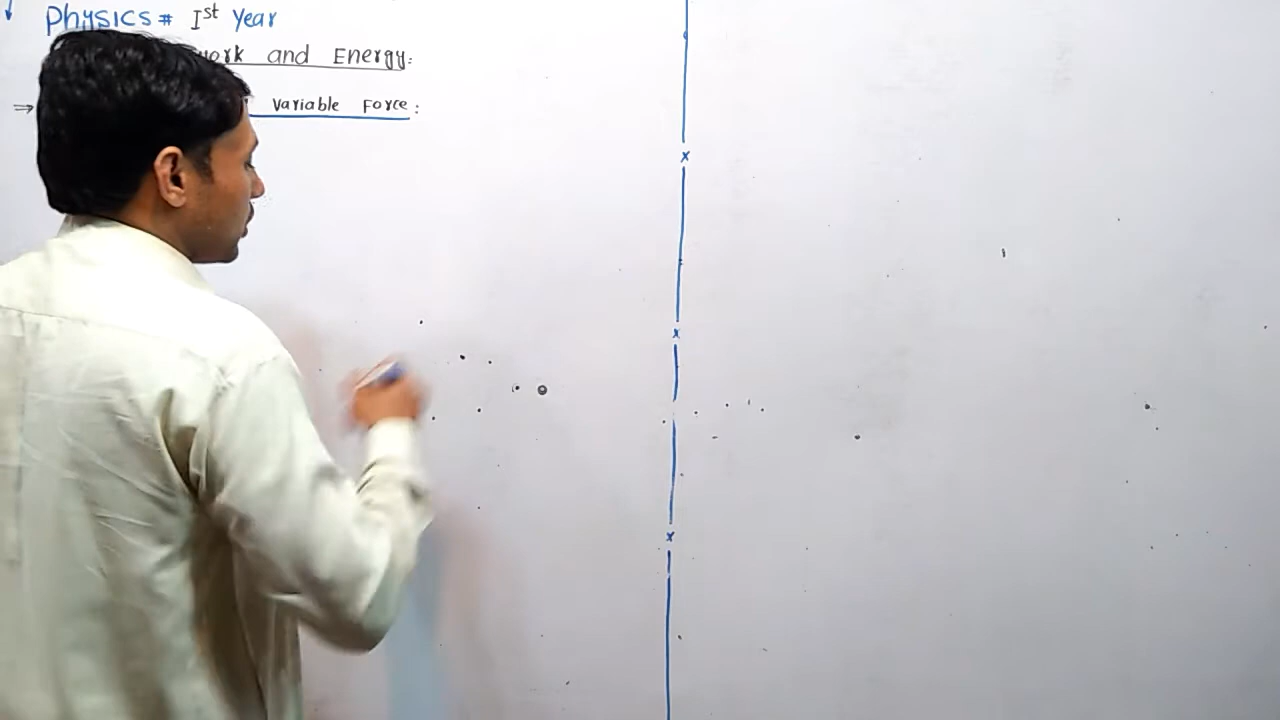 Physics # Ist Year
work and Energy:
→ Variable Force: